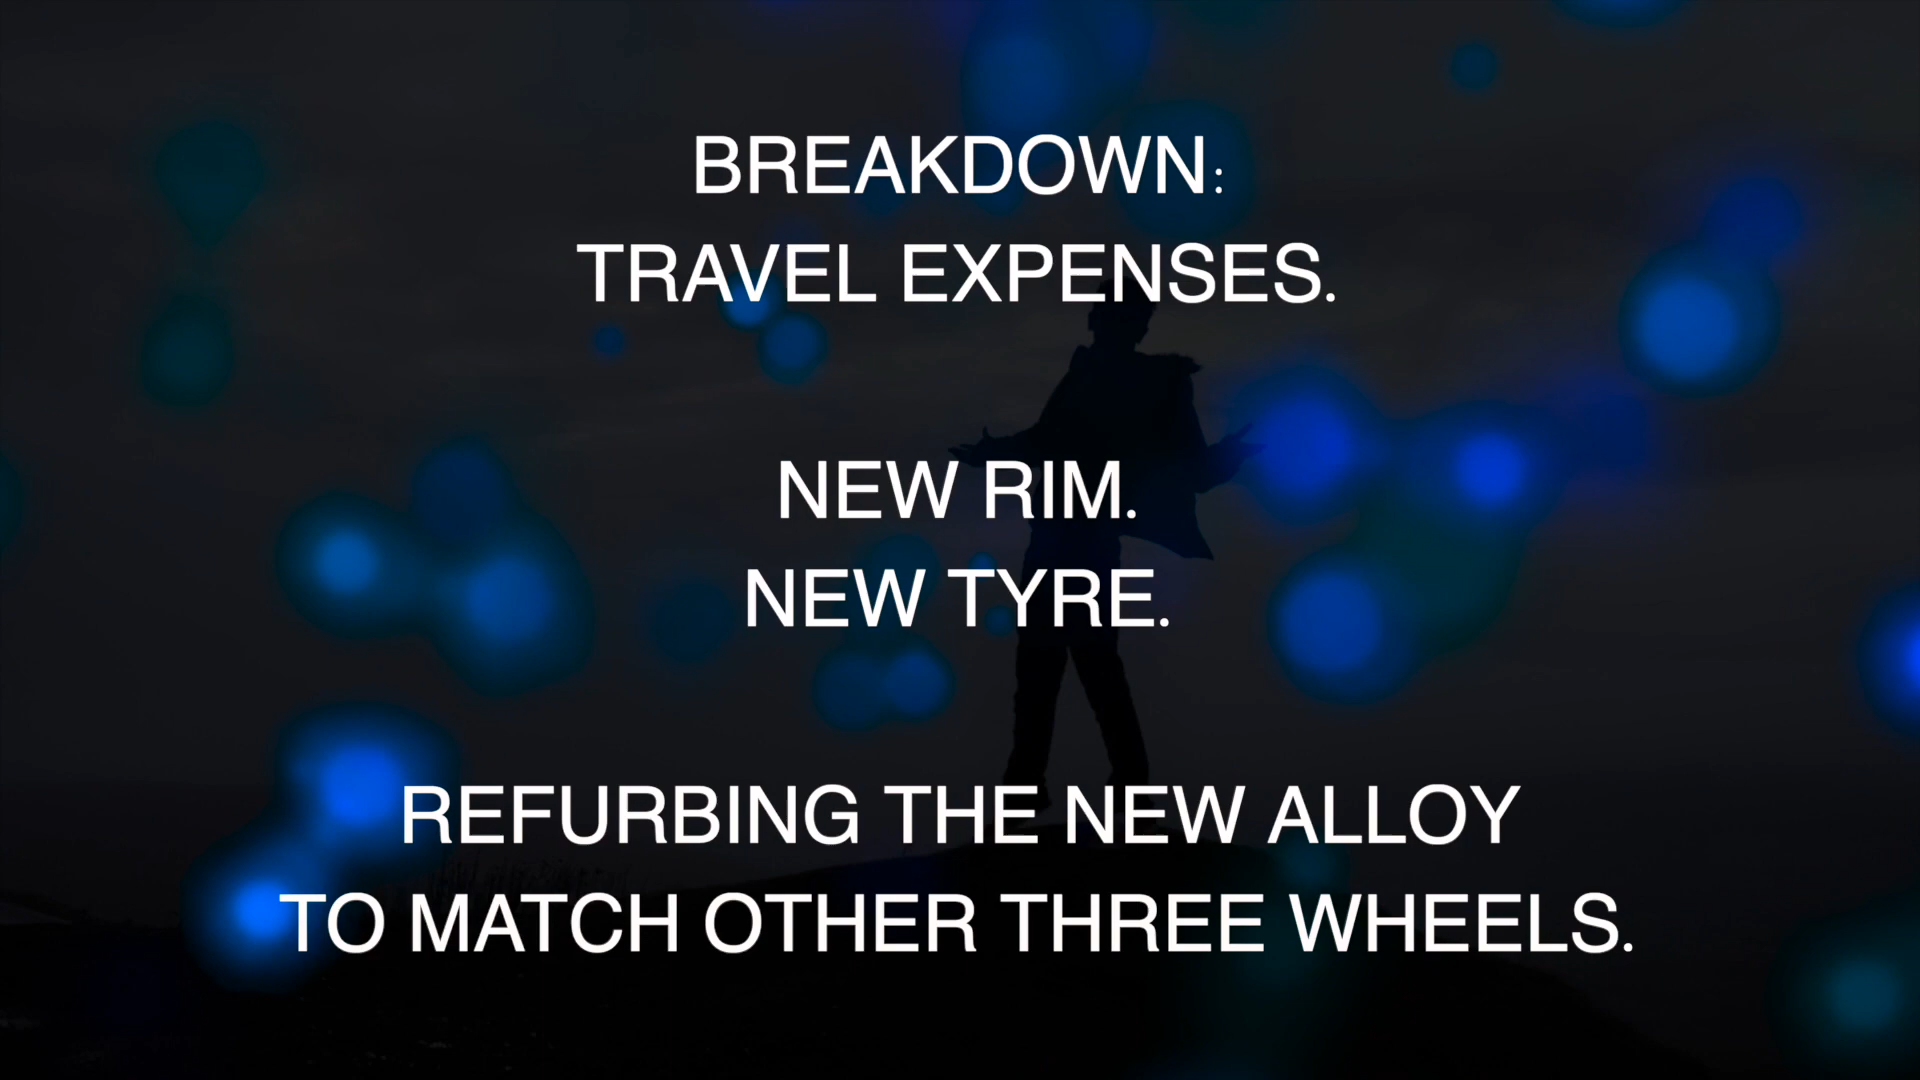 BREAKDOWN:
TRAVEL EXPENSES.
NEW RIM.
NEW TYRE.
REFURBING THE NEW ALLOY
TO MATCH OTHER THREE WHEELS.